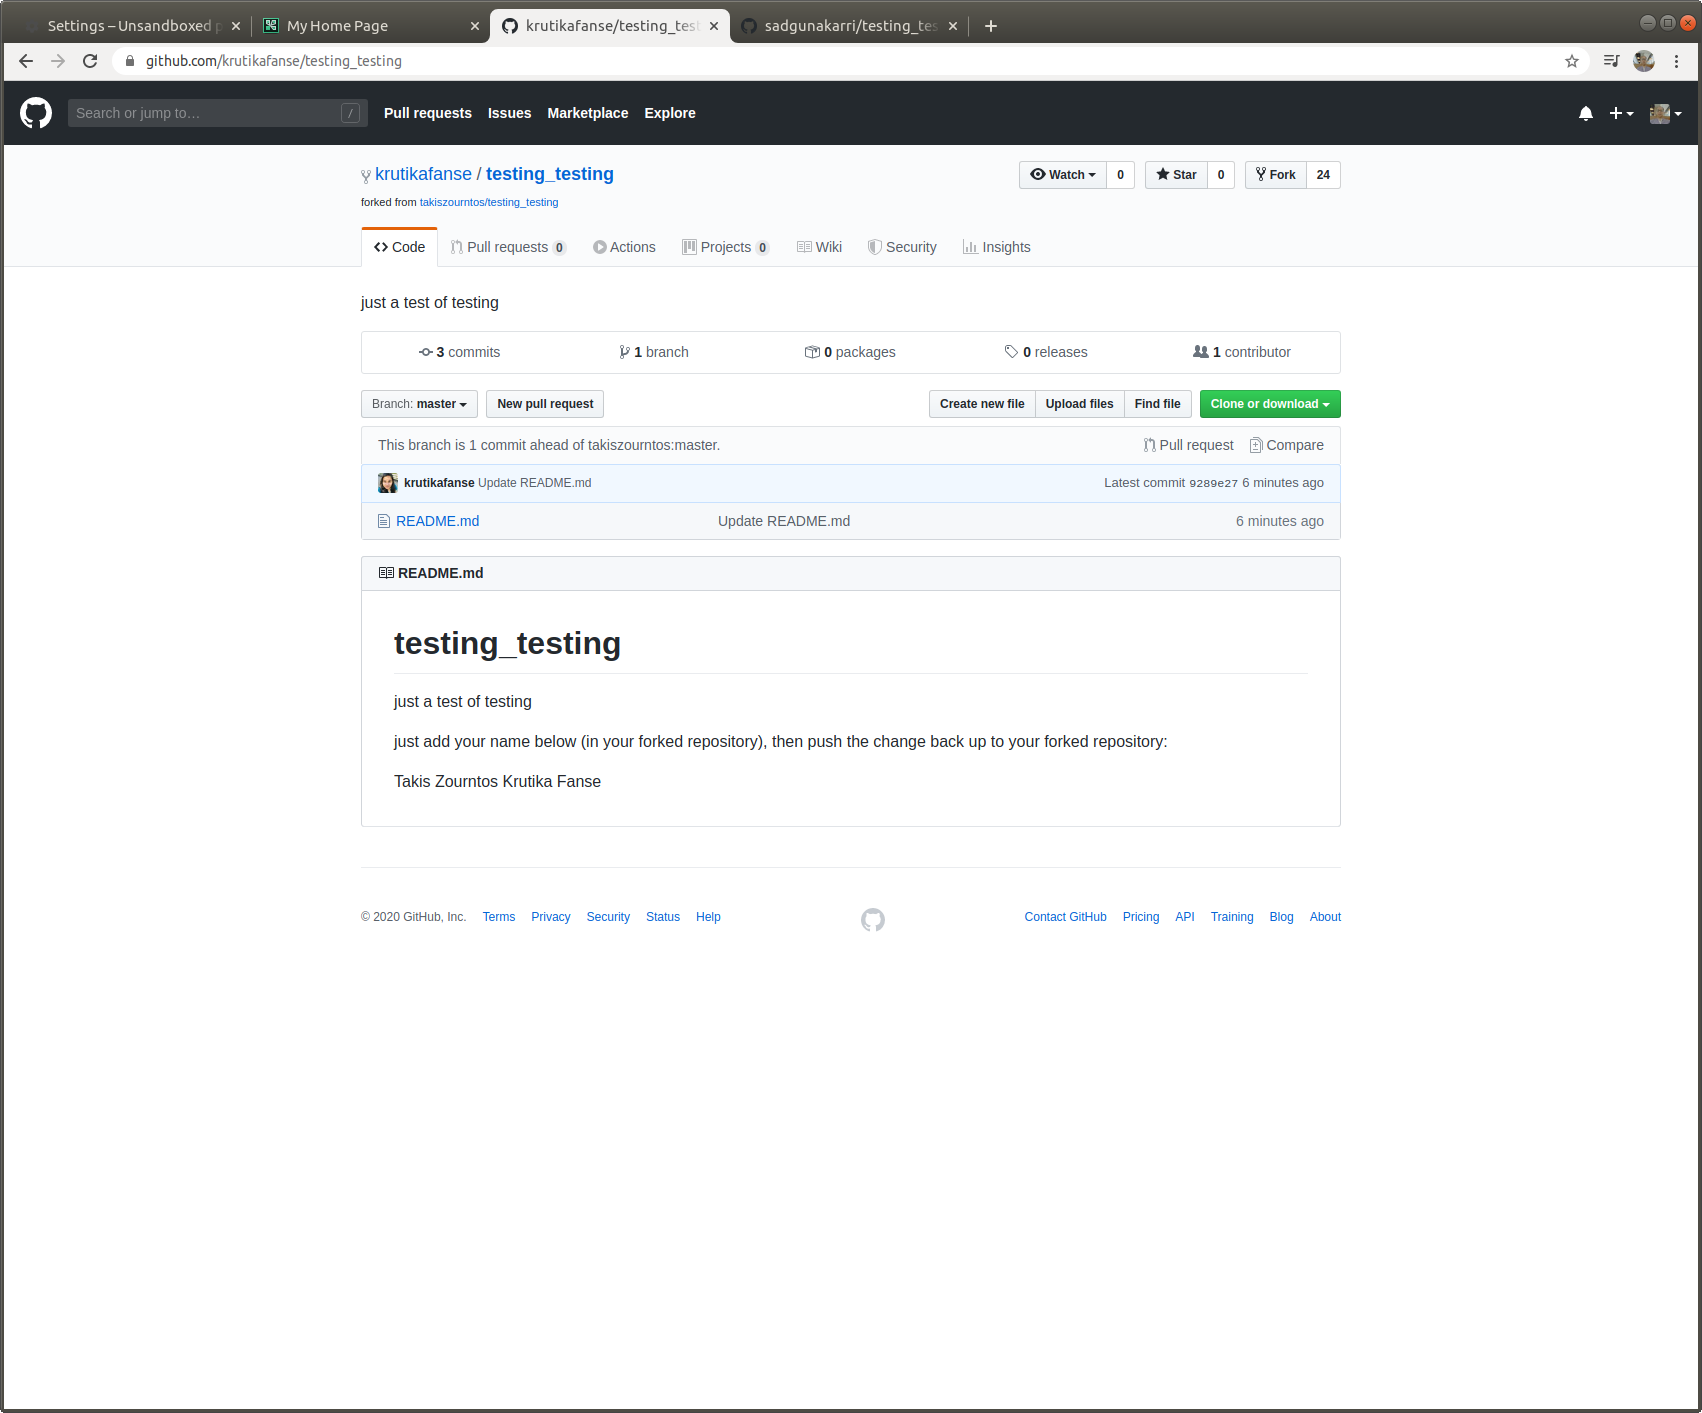 Settings – Unsandboxed p
My Home Page
krutikafanse/testing_test
sadgunakarri/testing_tes
github.com/krutikafanse/testing_testing
Search or jump to… /
Pull requests Issues Marketplace Explore
krutikafanse / testing_testing
Watch 0 Star 0 Fork 24
forked from takiszourntos/testing_testing
Code Pull requests 0 Actions Projects 0 Wiki Security Insights
just a test of testing
3 commits 1 branch 0 packages 0 releases 1 contributor
Branch: master New pull request Create new file Upload files Find file Clone or download
This branch is 1 commit ahead of takiszourntos:master. Pull request Compare
krutikafanse Update README.md Latest commit 9289e27 6 minutes ago
README.md Update README.md 6 minutes ago
README.md
testing_testing
just a test of testing
just add your name below (in your forked repository), then push the change back up to your forked repository:
Takis Zourntos Krutika Fanse
© 2020 GitHub, Inc. Terms Privacy Security Status Help Contact GitHub Pricing API Training Blog About